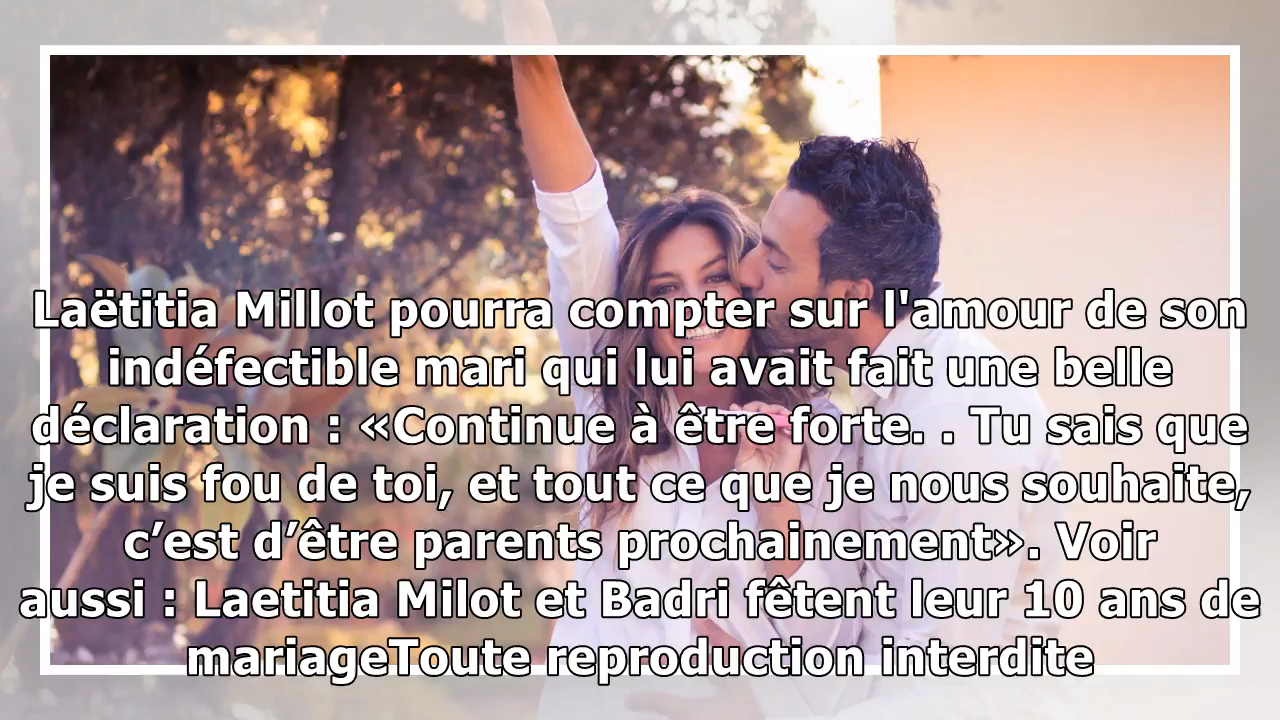 Laëtitia Millot pourra compter sur l'amour de son
indéfectible mari qui lui avait fait une belle
déclaration : «Continue à être forte. . Tu sais que
je suis fou de toi, et tout ce que je nous souhaite,
c’est d’être parents prochainement». Voir
aussi : Laetitia Milot et Badri fêtent leur 10 ans de
mariageToute reproduction interdite